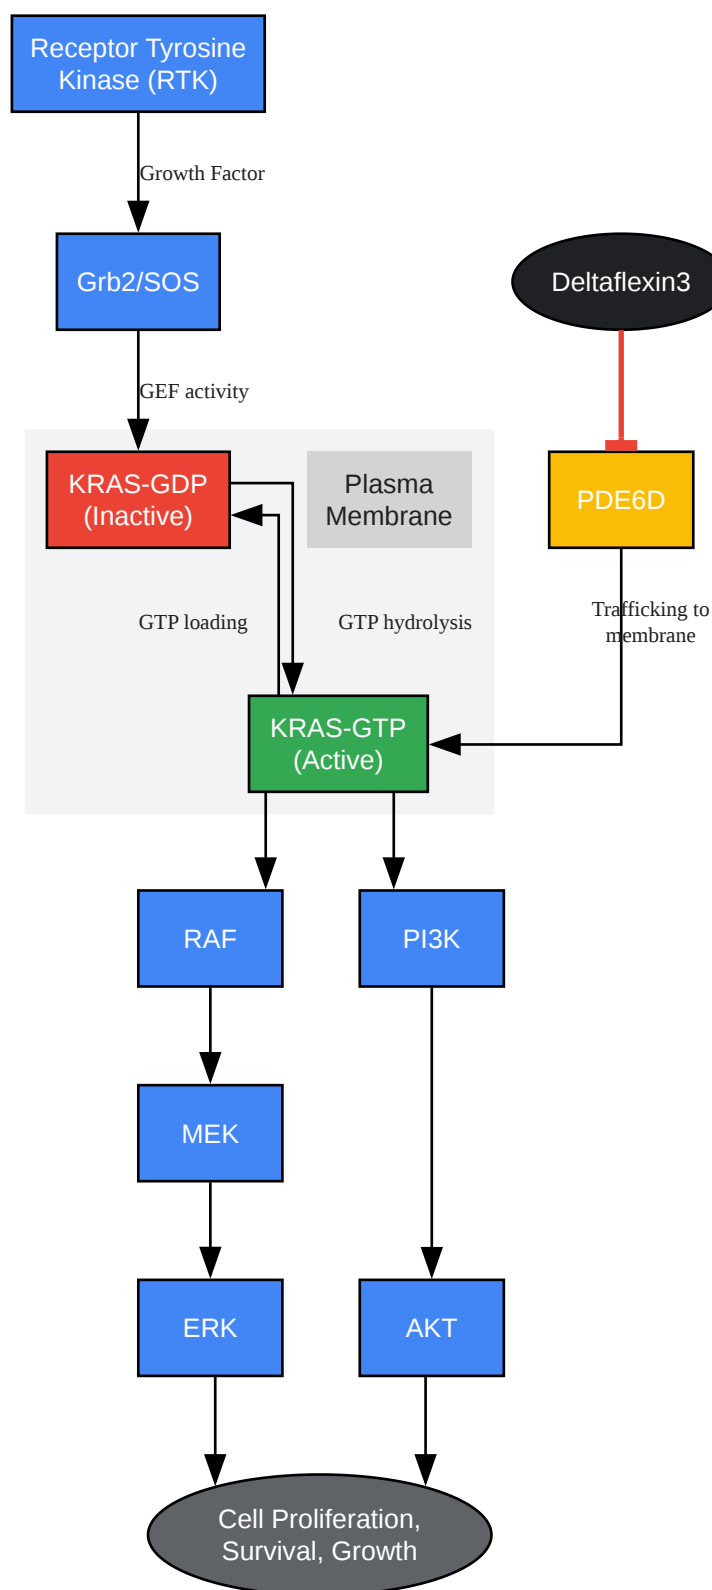 Receptor Tyrosine
Kinase (RTK)
Growth Factor
Grb2/SOS
Deltaflexin3
GEF activity
KRAS-GDP
(Inactive)
Plasma
Membrane
PDE6D
GTP loading
GTP hydrolysis
Trafficking to
membrane
KRAS-GTP
(Active)
RAF
PI3K
MEK
ERK
AKT
Cell Proliferation,
Survival, Growth